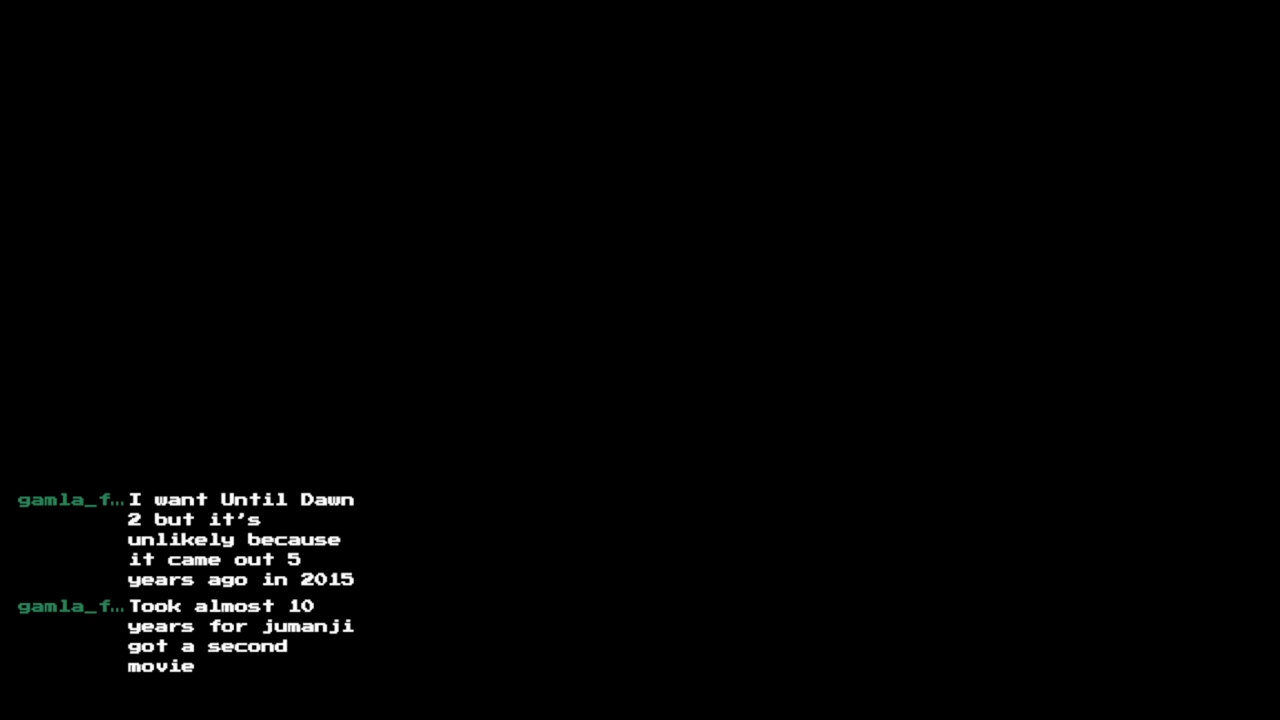 gamla_f… I want Until Dawn
2 but it's
unlikely because
it came out 5
years ago in 2015
gamla_f… Took almost 10
years for jumanji
got a second
movie